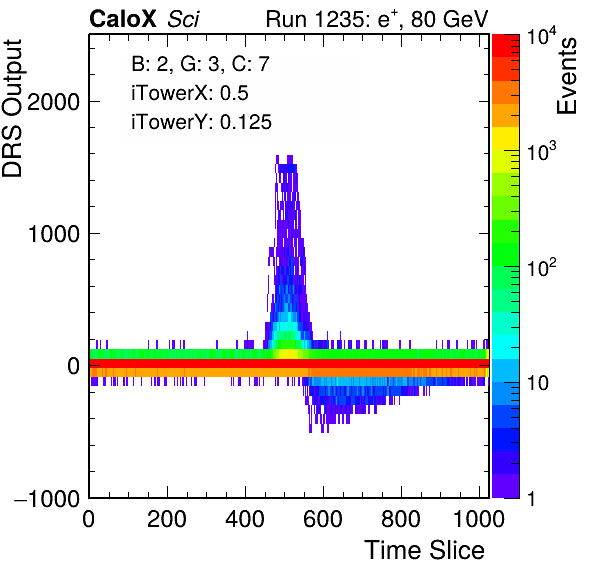 CaloX Sci
Run 1235: e⁺, 80 GeV
B: 2, G: 3, C: 7
iTowerX: 0.5
iTowerY: 0.125
DRS Output
2000
1000
0
−1000
0 200 400 600 800 1000
Time Slice
Events
10⁴
10³
10²
10
1